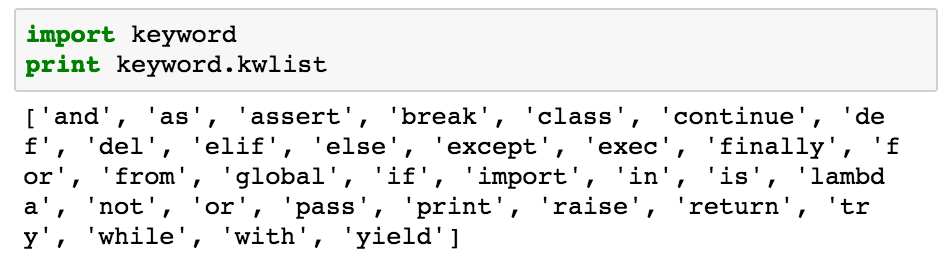 import keyword
print keyword.kwlist
['and', 'as', 'assert', 'break', 'class', 'continue', 'de
f', 'del', 'elif', 'else', 'except', 'exec', 'finally', 'f
or', 'from', 'global', 'if', 'import', 'in', 'is', 'lambd
a', 'not', 'or', 'pass', 'print', 'raise', 'return', 'tr
y', 'while', 'with', 'yield']